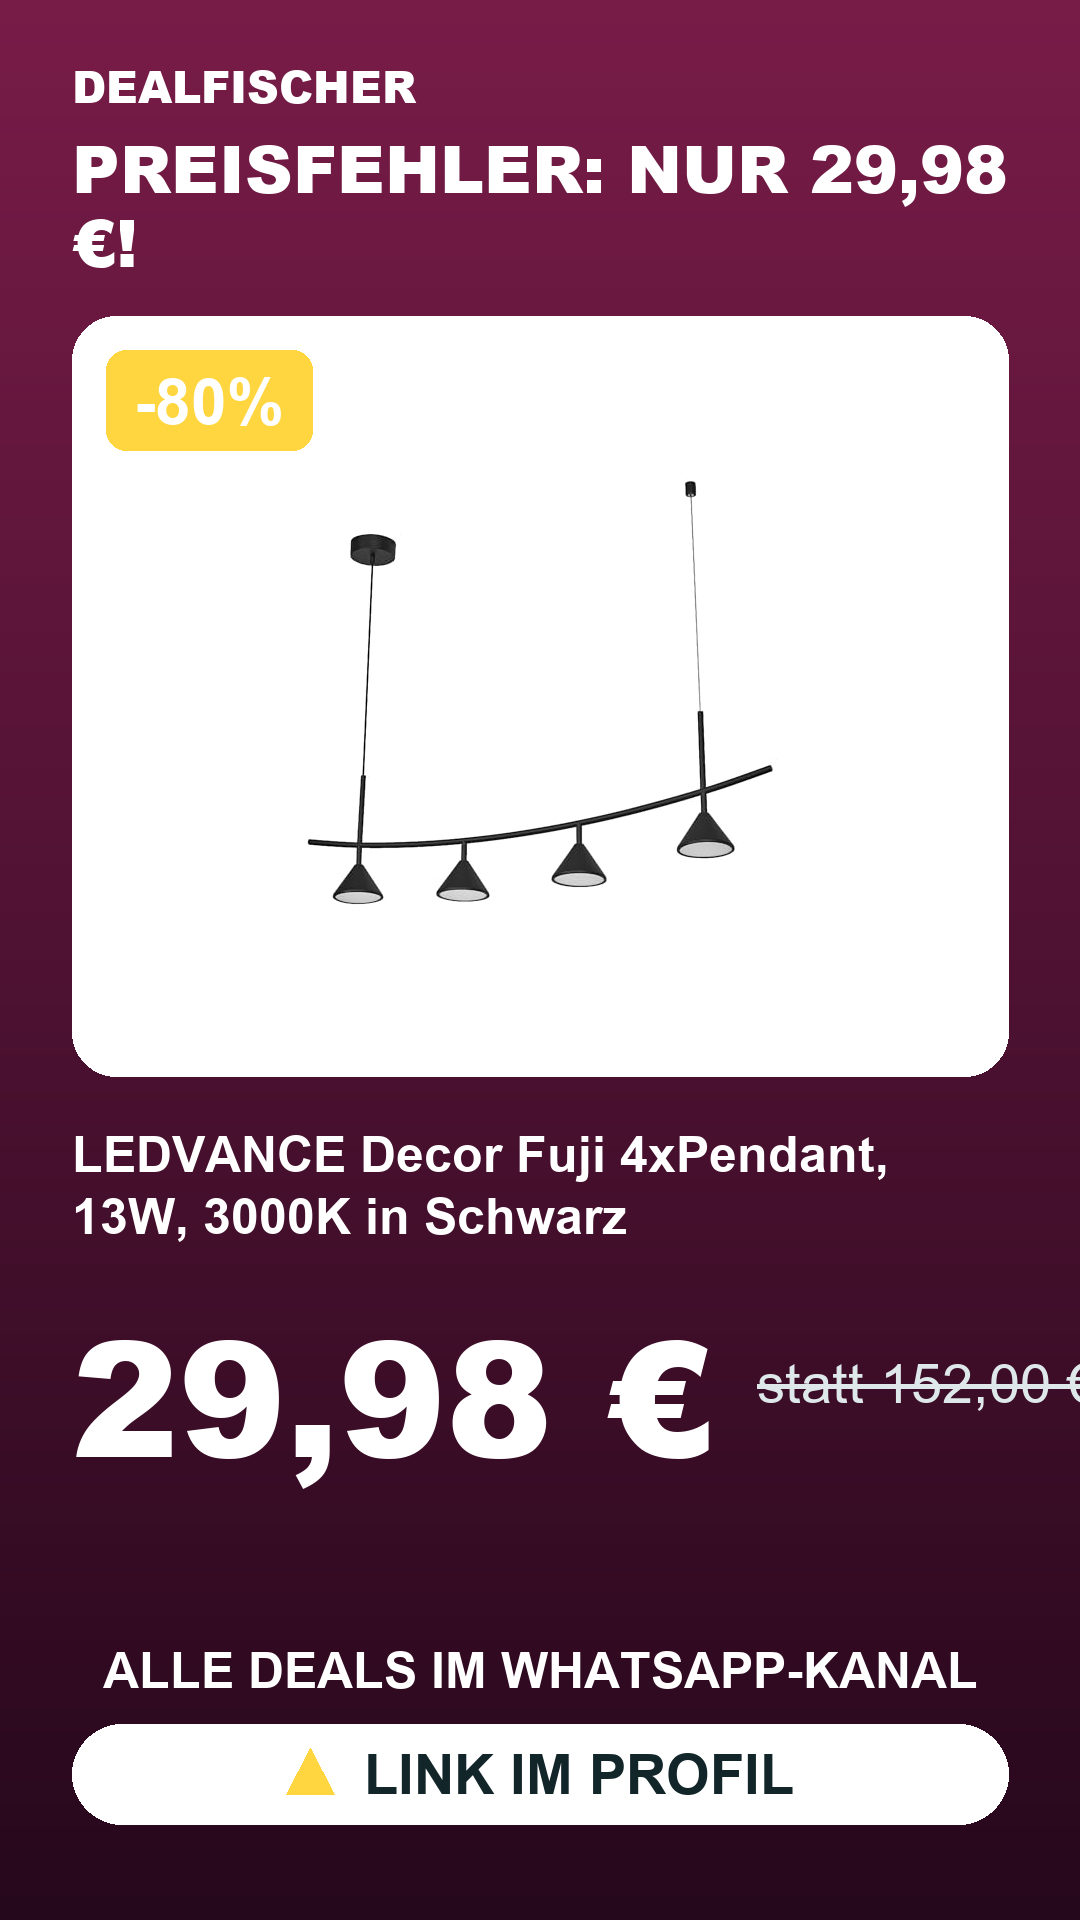 DEALFISCHER
PREISFEHLER: NUR 29,98
€!
-80%
LEDVANCE Decor Fuji 4xPendant,
13W, 3000K in Schwarz
29,98 €
statt 152,00 €
ALLE DEALS IM WHATSAPP-KANAL
LINK IM PROFIL